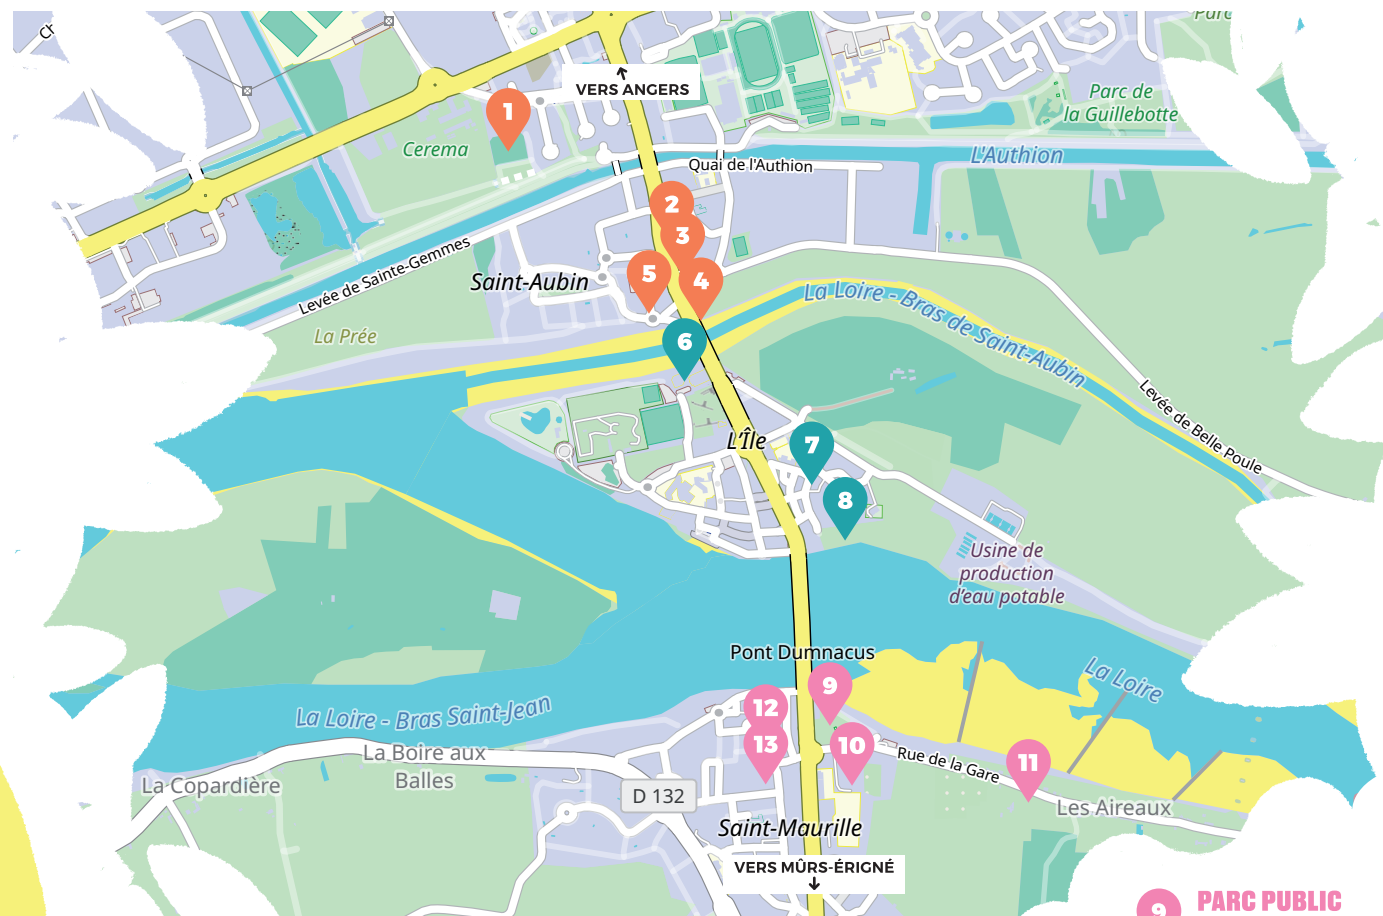 Parc
VERS ANGERS
1
Parc de
la Guillebotte
Cerema
L'Authion
Quai de l'Authion
2
3
Levée de Sainte-Gemmes
Saint-Aubin
5
4
La Loire - Bras de Saint-Aubin
La Prée
6
Levée de Belle Poule
L'Île
7
8
Usine de
production
d'eau potable
Pont Dumnacus
La Loire
9
La Loire - Bras Saint-Jean
12
13
10
La Boire aux
Balles
Rue de la Gare
11
La Copardière
D 132
Les Aireaux
Saint-Maurille
VERS MÛRS-ÉRIGNÉ
9
PARC PUBLIC